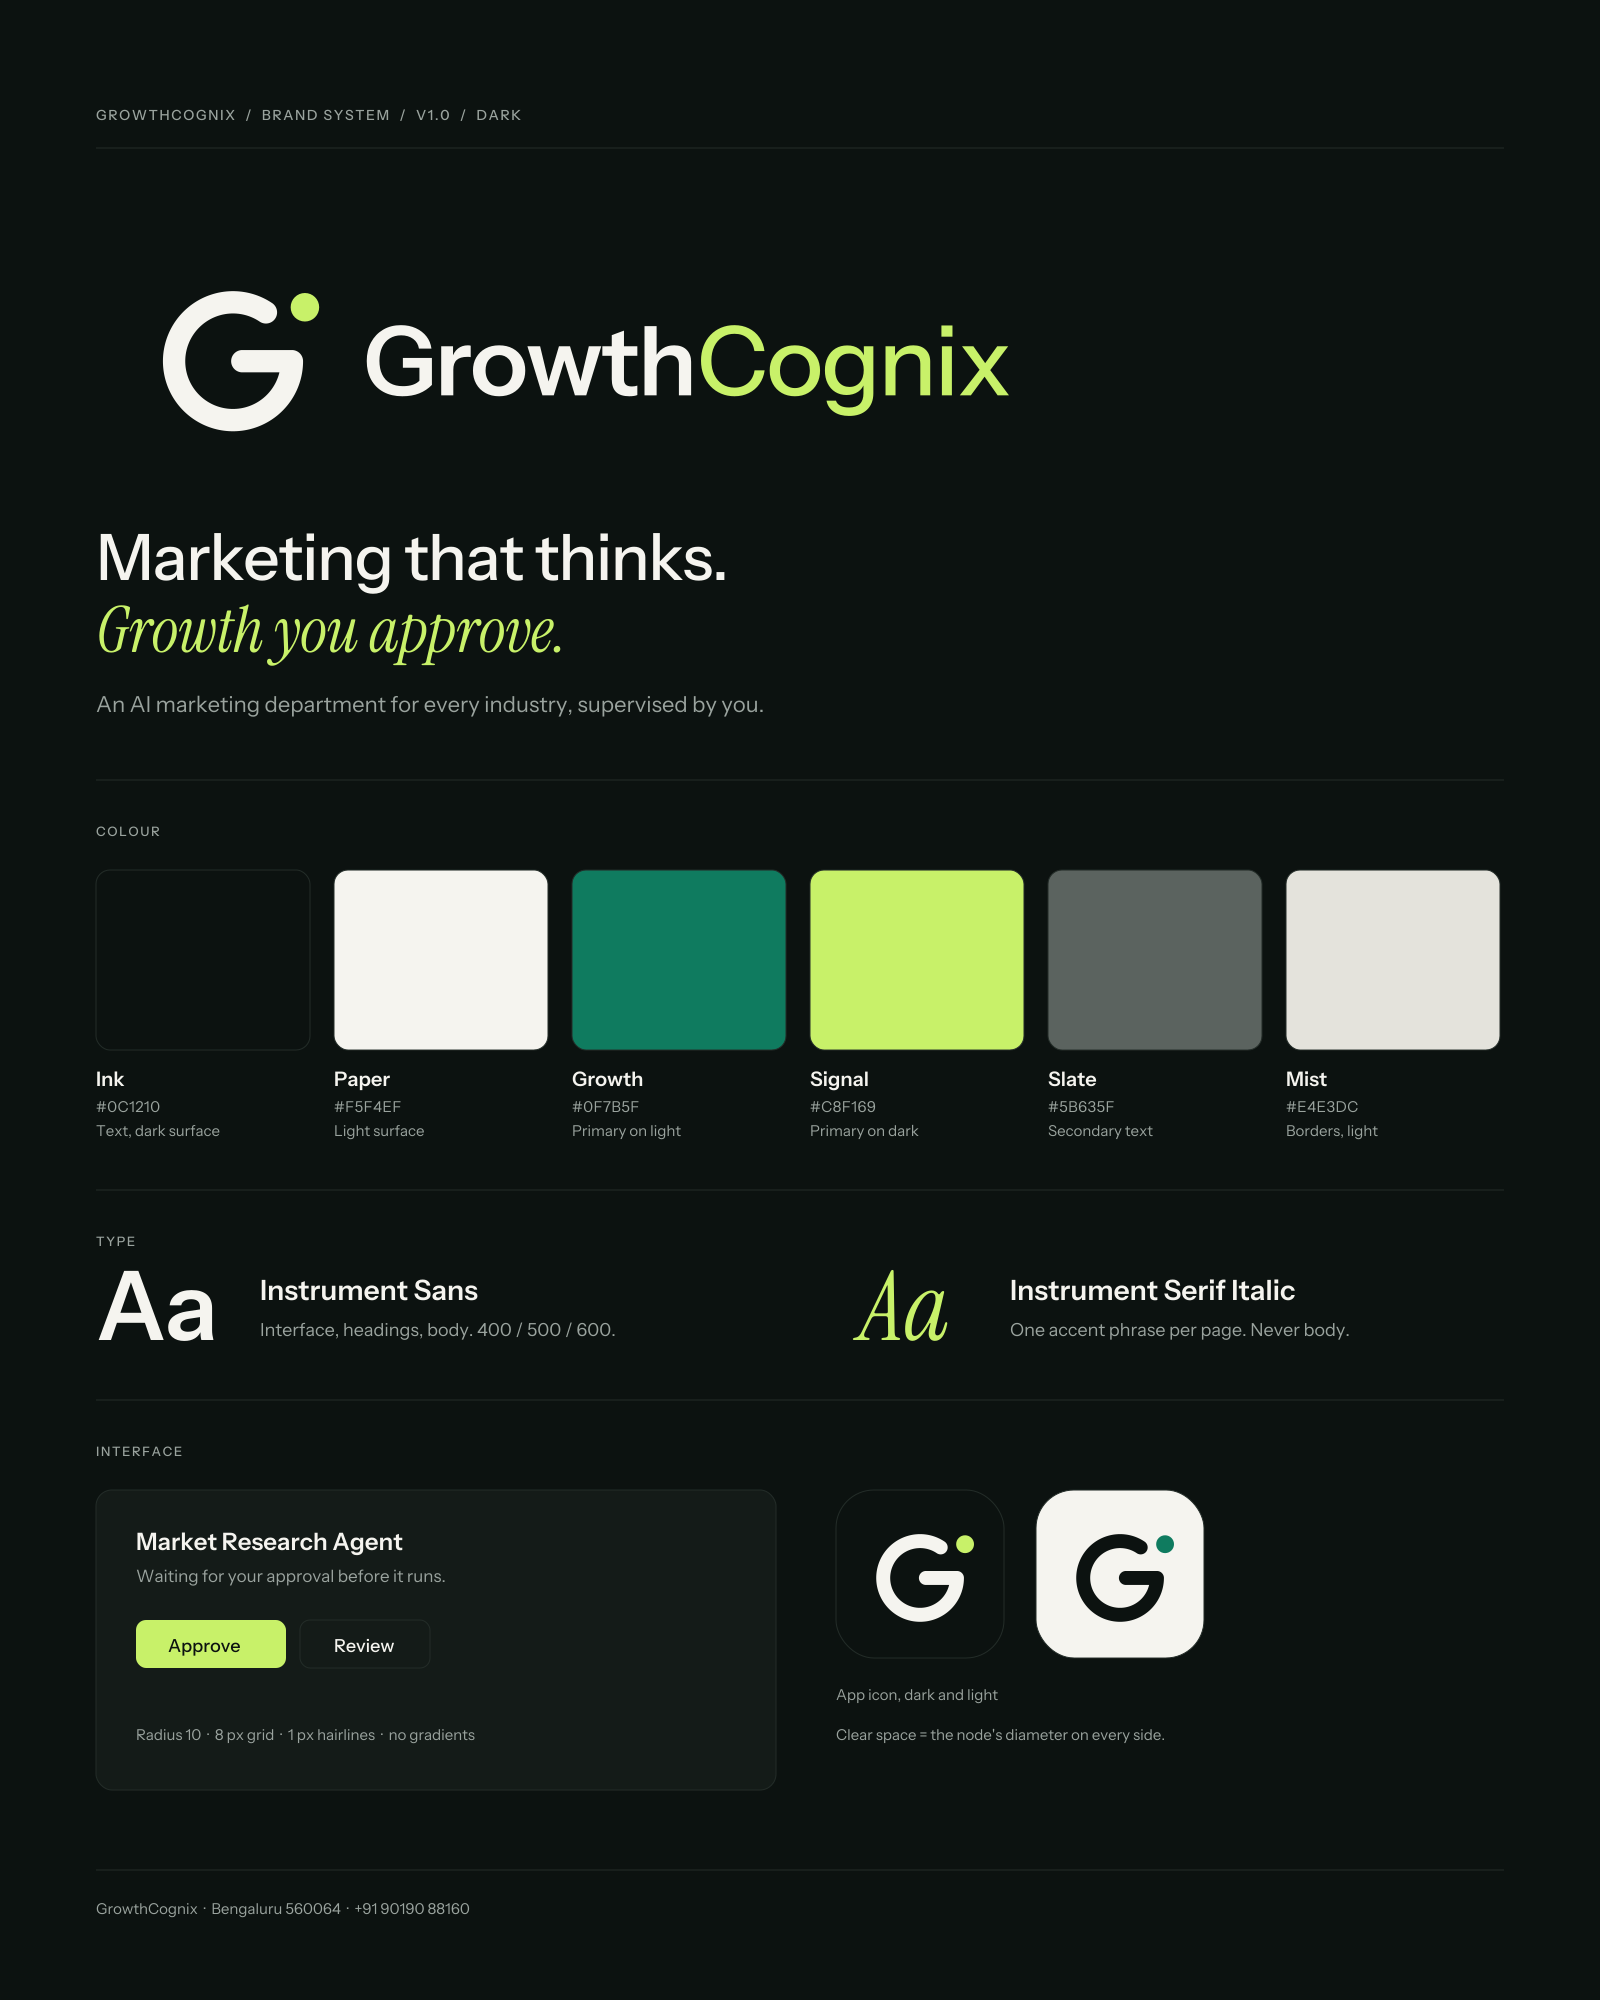 GROWTHCOGNIX / BRAND SYSTEM / V1.0 / DARK
GrowthCognix
Marketing that thinks.
Growth you approve.
An AI marketing department for every industry, supervised by you.
COLOUR
Ink
#0C1210
Text, dark surface
Paper
#F5F4EF
Light surface
Growth
#0F7B5F
Primary on light
Signal
#C8F169
Primary on dark
Slate
#5B635F
Secondary text
Mist
#E4E3DC
Borders, light
TYPE
Aa
Instrument Sans
Interface, headings, body. 400 / 500 / 600.
Aa
Instrument Serif Italic
One accent phrase per page. Never body.
INTERFACE
Market Research Agent
Waiting for your approval before it runs.
Approve
Review
Radius 10 · 8 px grid · 1 px hairlines · no gradients
App icon, dark and light
Clear space = the node's diameter on every side.
GrowthCognix · Bengaluru 560064 · +91 90190 88160